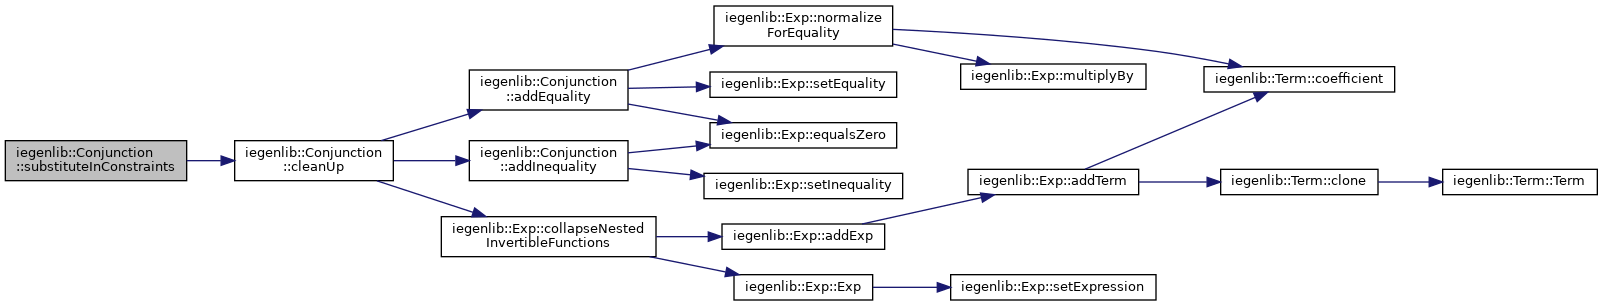 iegenlib::Conjunction
::substituteInConstraints
iegenlib::Conjunction
::cleanUp
iegenlib::Conjunction
::addEquality
iegenlib::Exp::normalize
ForEquality
iegenlib::Term::coefficient
iegenlib::Exp::multiplyBy
iegenlib::Exp::setEquality
iegenlib::Exp::equalsZero
iegenlib::Conjunction
::addInequality
iegenlib::Exp::setInequality
iegenlib::Exp::collapseNested
InvertibleFunctions
iegenlib::Exp::addExp
iegenlib::Exp::addTerm
iegenlib::Term::clone
iegenlib::Term::Term
iegenlib::Exp::Exp
iegenlib::Exp::setExpression